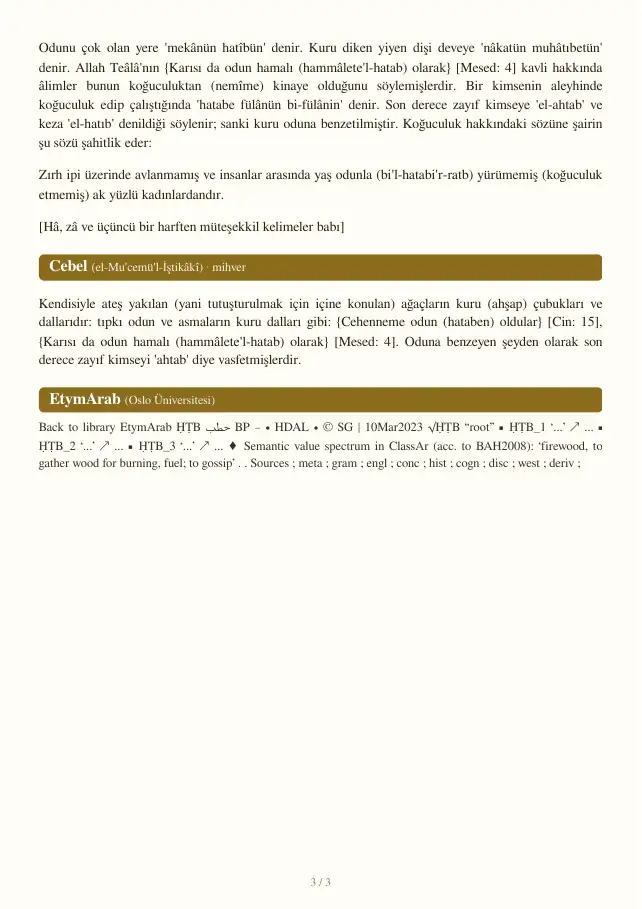 Odunu çok olan yere 'mekânün hatîbün' denir. Kuru diken yiyen dişi deveye 'nâkatün muhâtıbetün'
denir. Allah Teâlâ'nın {Karısı da odun hamalı (hammâlete'l-hatab) olarak} [Mesed: 4] kavli hakkında
âlimler bunun koğuculuktan (nemîme) kinaye olduğunu söylemişlerdir. Bir kimsenin aleyhinde
koğuculuk edip çalıştığında 'hatabe fülânün bi-fülânin' denir. Son derece zayıf kimseye 'el-ahtab' ve
keza 'el-hatıb' denildiği söylenir; sanki kuru oduna benzetilmiştir. Koğuculuk hakkındaki sözüne şairin
şu sözü şahitlik eder:
Zırh ipi üzerinde avlanmamış ve insanlar arasında yaş odunla (bi'l-hatabi'r-ratb) yürümemiş (koğuculuk
etmemiş) ak yüzlü kadınlardandır.
[Hâ, zâ ve üçüncü bir harften müteşekkil kelimeler babı]
Cebel (el-Mu'cemü'l-İştikâkî) · mihver
Kendisiyle ateş yakılan (yani tutuşturulmak için içine konulan) ağaçların kuru (ahşap) çubukları ve
dallarıdır: tıpkı odun ve asmaların kuru dalları gibi: {Cehenneme odun (hataben) oldular} [Cin: 15],
{Karısı da odun hamalı (hammâlete'l-hatab) olarak} [Mesed: 4]. Oduna benzeyen şeyden olarak son
derece zayıf kimseyi 'ahtab' diye vasfetmişlerdir.
EtymArab (Oslo Üniversitesi)
Back to library EtymArab ḤṬB حطب BP – • HDAL • © SG | 10Mar2023 √ḤṬB “root” ▪ ḤṬB_1 ‘...’ ↗ ... ▪
ḤṬB_2 ‘...’ ↗ ... ▪ ḤṬB_3 ‘...’ ↗ ... ♦ Semantic value spectrum in ClassAr (acc. to BAH2008): ‘firewood, to
gather wood for burning, fuel; to gossip’ . . Sources ; meta ; gram ; engl ; conc ; hist ; cogn ; disc ; west ; deriv ;
3 / 3